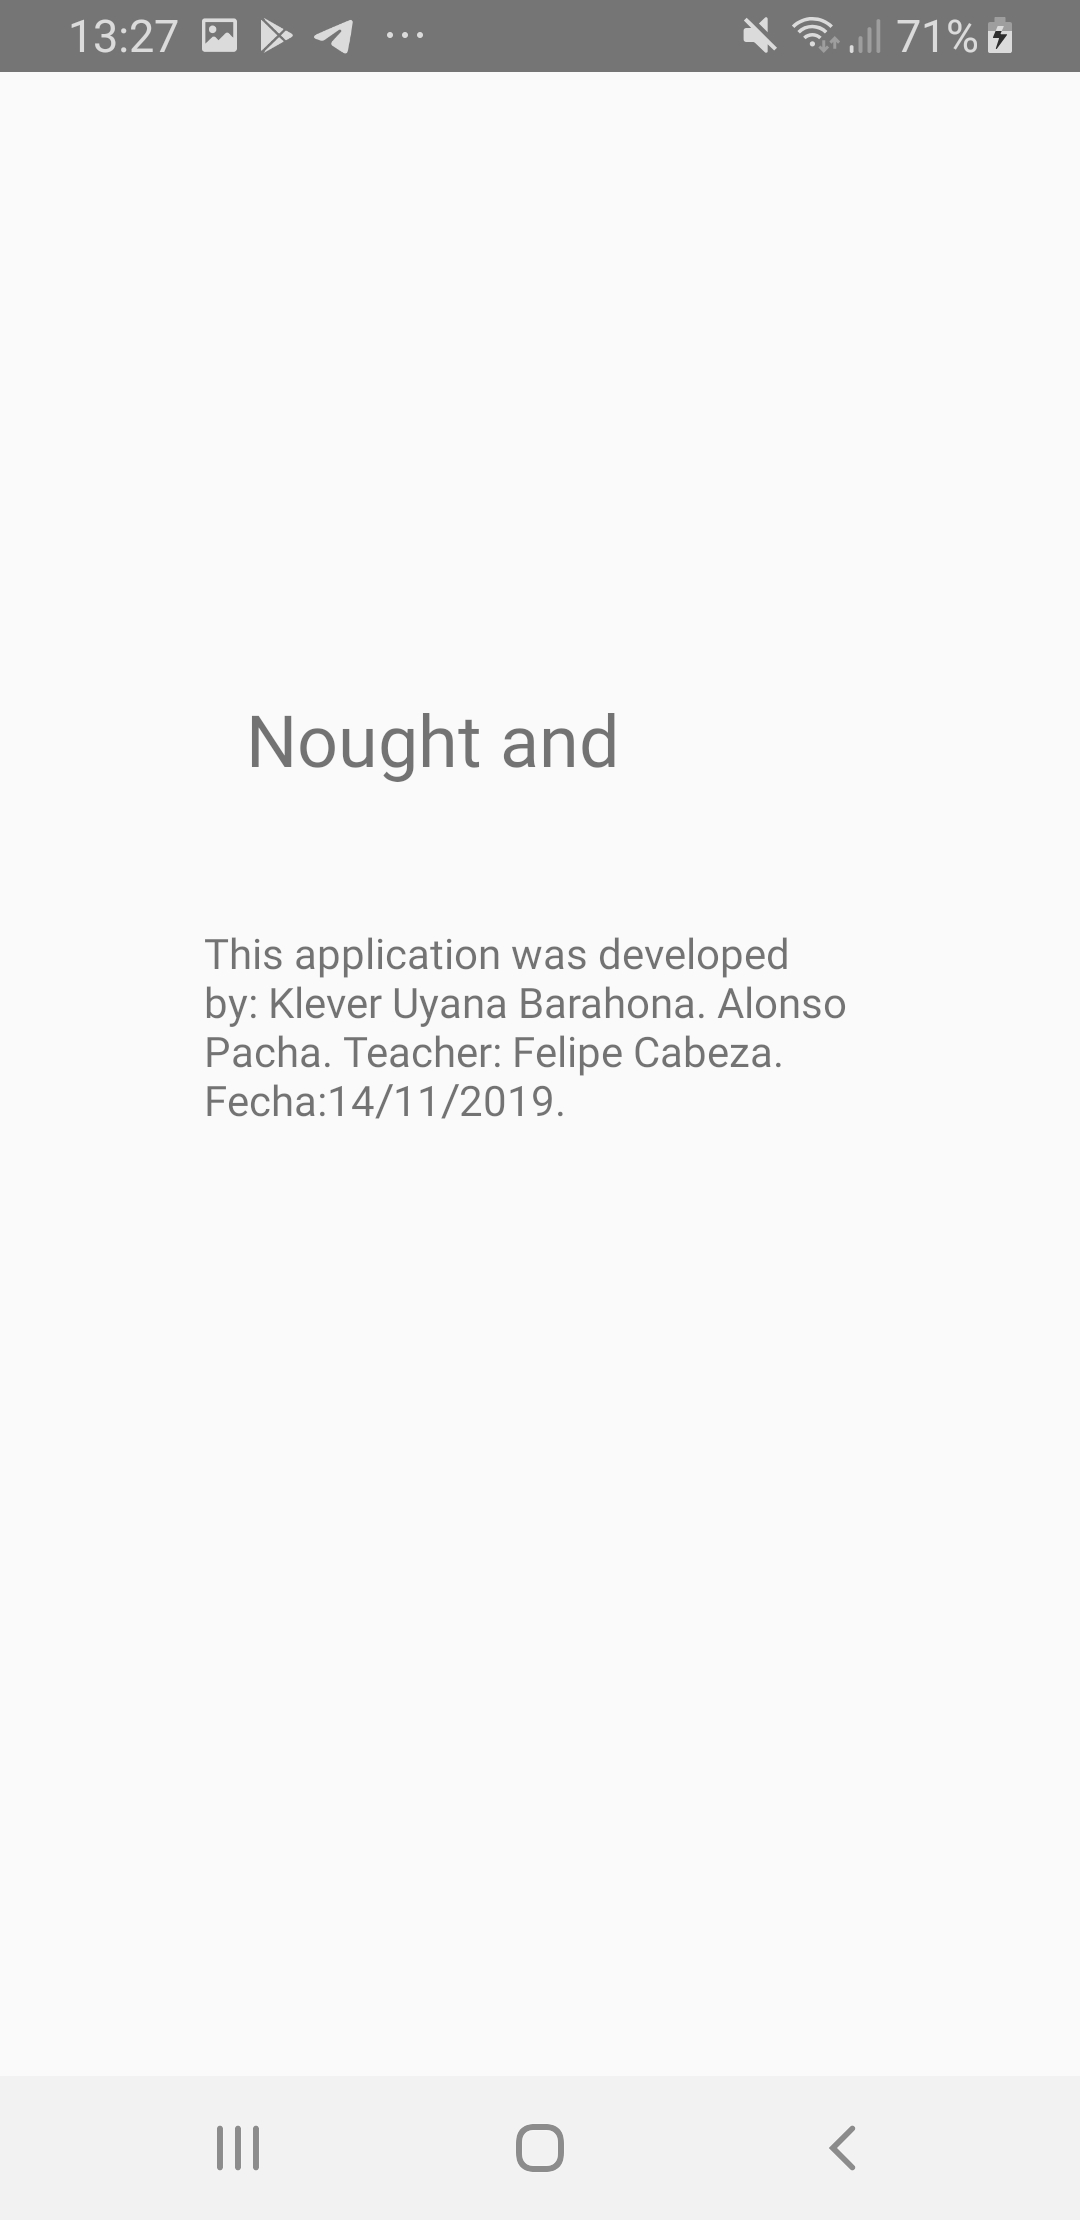 13:27
71%
Nought and
This application was developed
by: Klever Uyana Barahona. Alonso
Pacha. Teacher: Felipe Cabeza.
Fecha:14/11/2019.